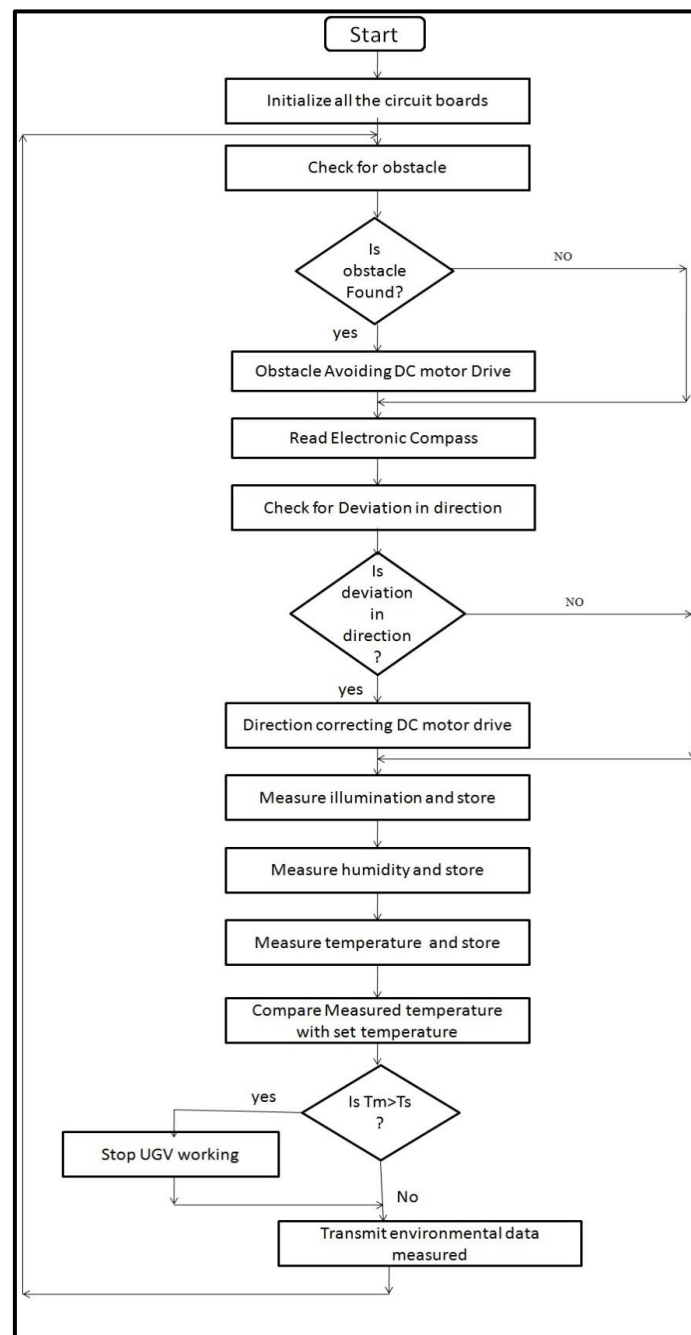 Start
Initialize all the circuit boards
Check for obstacle
Is
obstacle
Found?
NO
yes
Obstacle Avoiding DC motor Drive
Read Electronic Compass
Check for Deviation in direction
Is
deviation
in
direction
?
NO
yes
Direction correcting DC motor drive
Measure illumination and store
Measure humidity and store
Measure temperature and store
Compare Measured temperature
with set temperature
yes
Is Tm>Ts
?
Stop UGV working
No
Transmit environmental data
measured